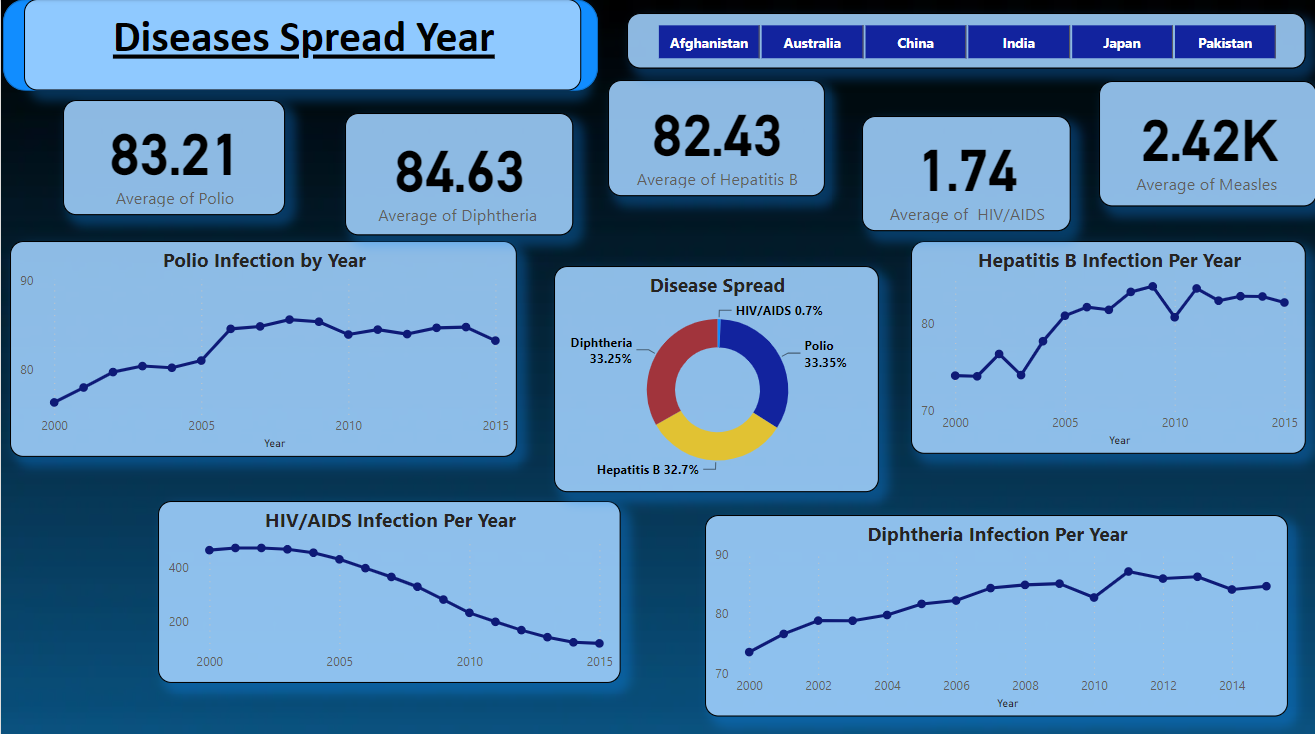 Diseases Spread Year
Afghanistan Australia China India Japan Pakistan
83.21
Average of Polio
84.63
Average of Diphtheria
82.43
Average of Hepatitis B
1.74
Average of HIV/AIDS
2.42K
Average of Measles
Polio Infection by Year
90
80
2000 2005 2010 2015
Year
Disease Spread
HIV/AIDS 0.7%
Diphtheria
33.25%
Polio
33.35%
Hepatitis B 32.7%
Hepatitis B Infection Per Year
80
70
2000 2005 2010 2015
Year
HIV/AIDS Infection Per Year
400
200
2000 2005 2010 2015
Diphtheria Infection Per Year
90
80
70
2000 2002 2004 2006 2008 2010 2012 2014
Year